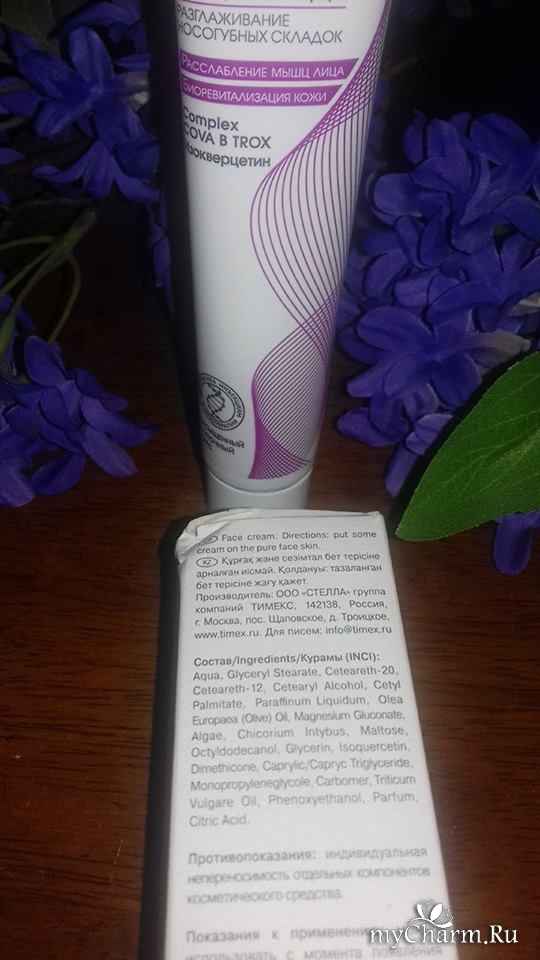 РАЗГЛАЖИВАНИЕ
НОСОГУБНЫХ СКЛАДОК
РАССЛАБЛЕНИЕ МЫШЦ ЛИЦА
БИОРЕВИТАЛИЗАЦИЯ КОЖИ
Complex
COVA B TROX
Изокверцетин
Face cream. Directions: put some
cream on the pure face skin.
KZ Құрғақ және сезімтал бет терісіне
арналған иісмай. Қолдануы: тазаланған
бет терісіне жағу қажет.
Производитель: ООО «СТЕЛЛА» группа
компаний ТИМЕКС, 142138, Россия,
г. Москва, пос. Щаповское, д. Троицкое,
www.timex.ru. Для писем: info@timex.ru
Состав/Ingredients/Курамы (INCI):
Aqua, Glyceryl Stearate, Ceteareth-20,
Ceteareth-12, Cetearyl Alcohol, Cetyl
Palmitate, Paraffinum Liquidum, Olea
Europaea (Olive) Oil, Magnesium Gluconate,
Algae, Chicorium Intybus, Maltose,
Octyldodecanol, Glycerin, Isoquercetin,
Dimethicone, Caprylic/Capryc Triglyceride,
Monopropyleneglycole, Carbomer, Triticum
Vulgare Oil, Phenoxyethanol, Parfum,
Citric Acid.
Противопоказания: индивидуальная
непереносимость отдельных компонентов
косметического средства.
Показания к применению:
использовать с момента появления
myCharm.Ru